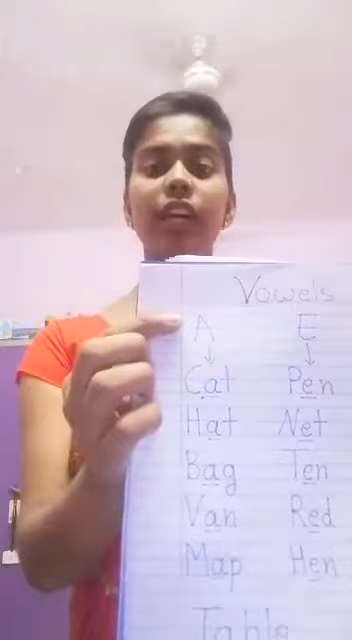 Vowels
A E
↓ ↓
Cat Pen
Hat Net
Bag Ten
Van Red
Map Hen
Table